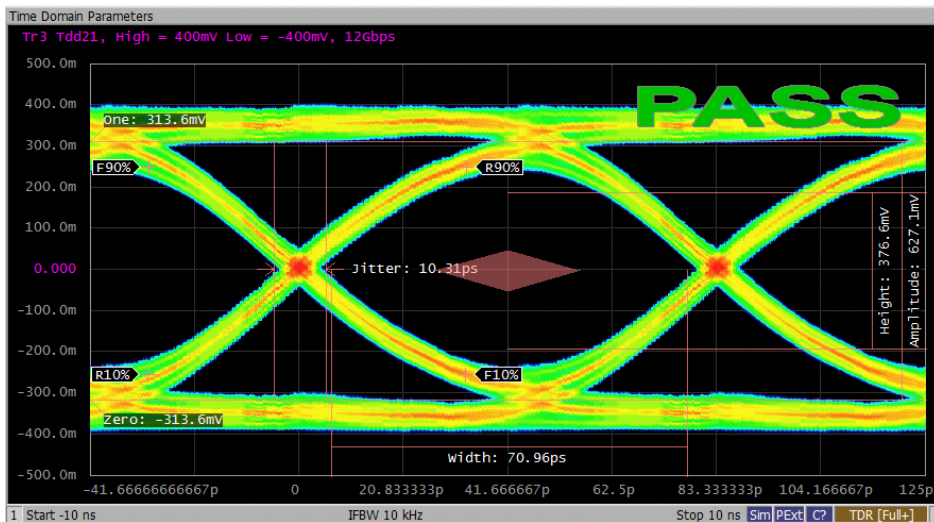 Time Domain Parameters
Tr3 Tdd21, High = 400mV Low = -400mV, 12Gbps
500.0m
400.0m
One: 313.6mV
PASS
300.0m
F90%
R90%
200.0m
100.0m
0.000
Jitter: 10.31ps
Height: 376.6mV
Amplitude: 627.1mV
-100.0m
-200.0m
R10%
F10%
-300.0m
Zero: -313.6mV
-400.0m
Width: 70.96ps
-500.0m
-41.66666666667p 0 20.833333p 41.666667p 62.5p 83.333333p 104.166667p 125p
1 Start -10 ns IFBW 10 kHz Stop 10 ns Sim PExt C? TDR [Full+]